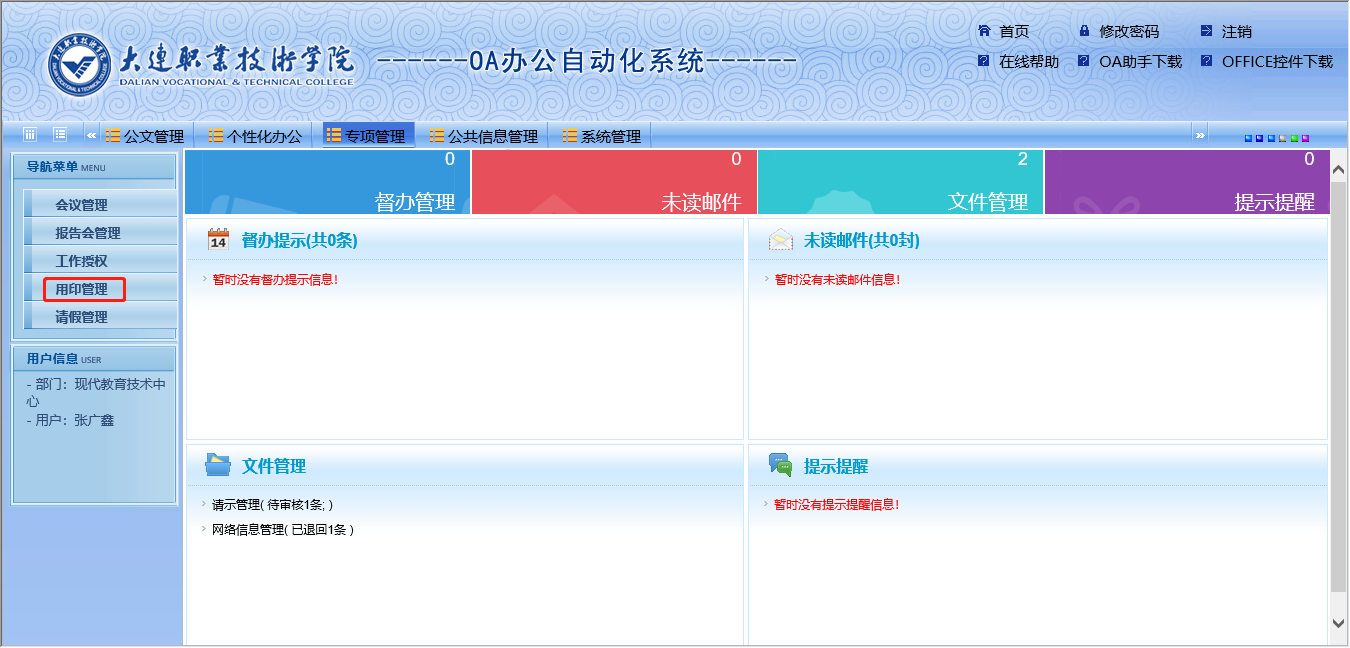 大连职业技术学院
DALIAN VOCATIONAL & TECHNICAL COLLEGE
------OA办公自动化系统------
首页 修改密码 注销
在线帮助 OA助手下载 OFFICE控件下载
« 公文管理 个性化办公 专项管理 公共信息管理 系统管理 »
导航菜单 MENU
会议管理
报告会管理
工作授权
用印管理
请假管理
用户信息 USER
- 部门：现代教育技术中
心
- 用户：张广鑫
0
督办管理
0
未读邮件
2
文件管理
0
提示提醒
14 督办提示(共0条)
暂时没有督办提示信息!
未读邮件(共0封)
暂时没有未读邮件信息!
文件管理
请示管理( 待审核1条; )
网络信息管理( 已退回1条 )
提示提醒
暂时没有提示提醒信息!